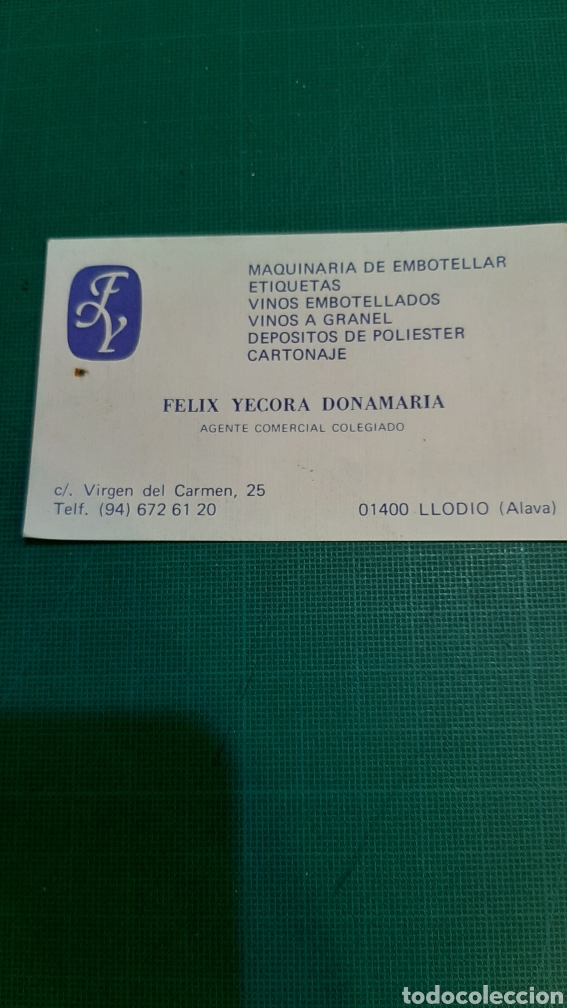 FY
MAQUINARIA DE EMBOTELLAR
ETIQUETAS
VINOS EMBOTELLADOS
VINOS A GRANEL
DEPOSITOS DE POLIESTER
CARTONAJE
FELIX YECORA DONAMARIA
AGENTE COMERCIAL COLEGIADO
c/. Virgen del Carmen, 25
Telf. (94) 672 61 20
01400 LLODIO (Alava)
todocoleccion